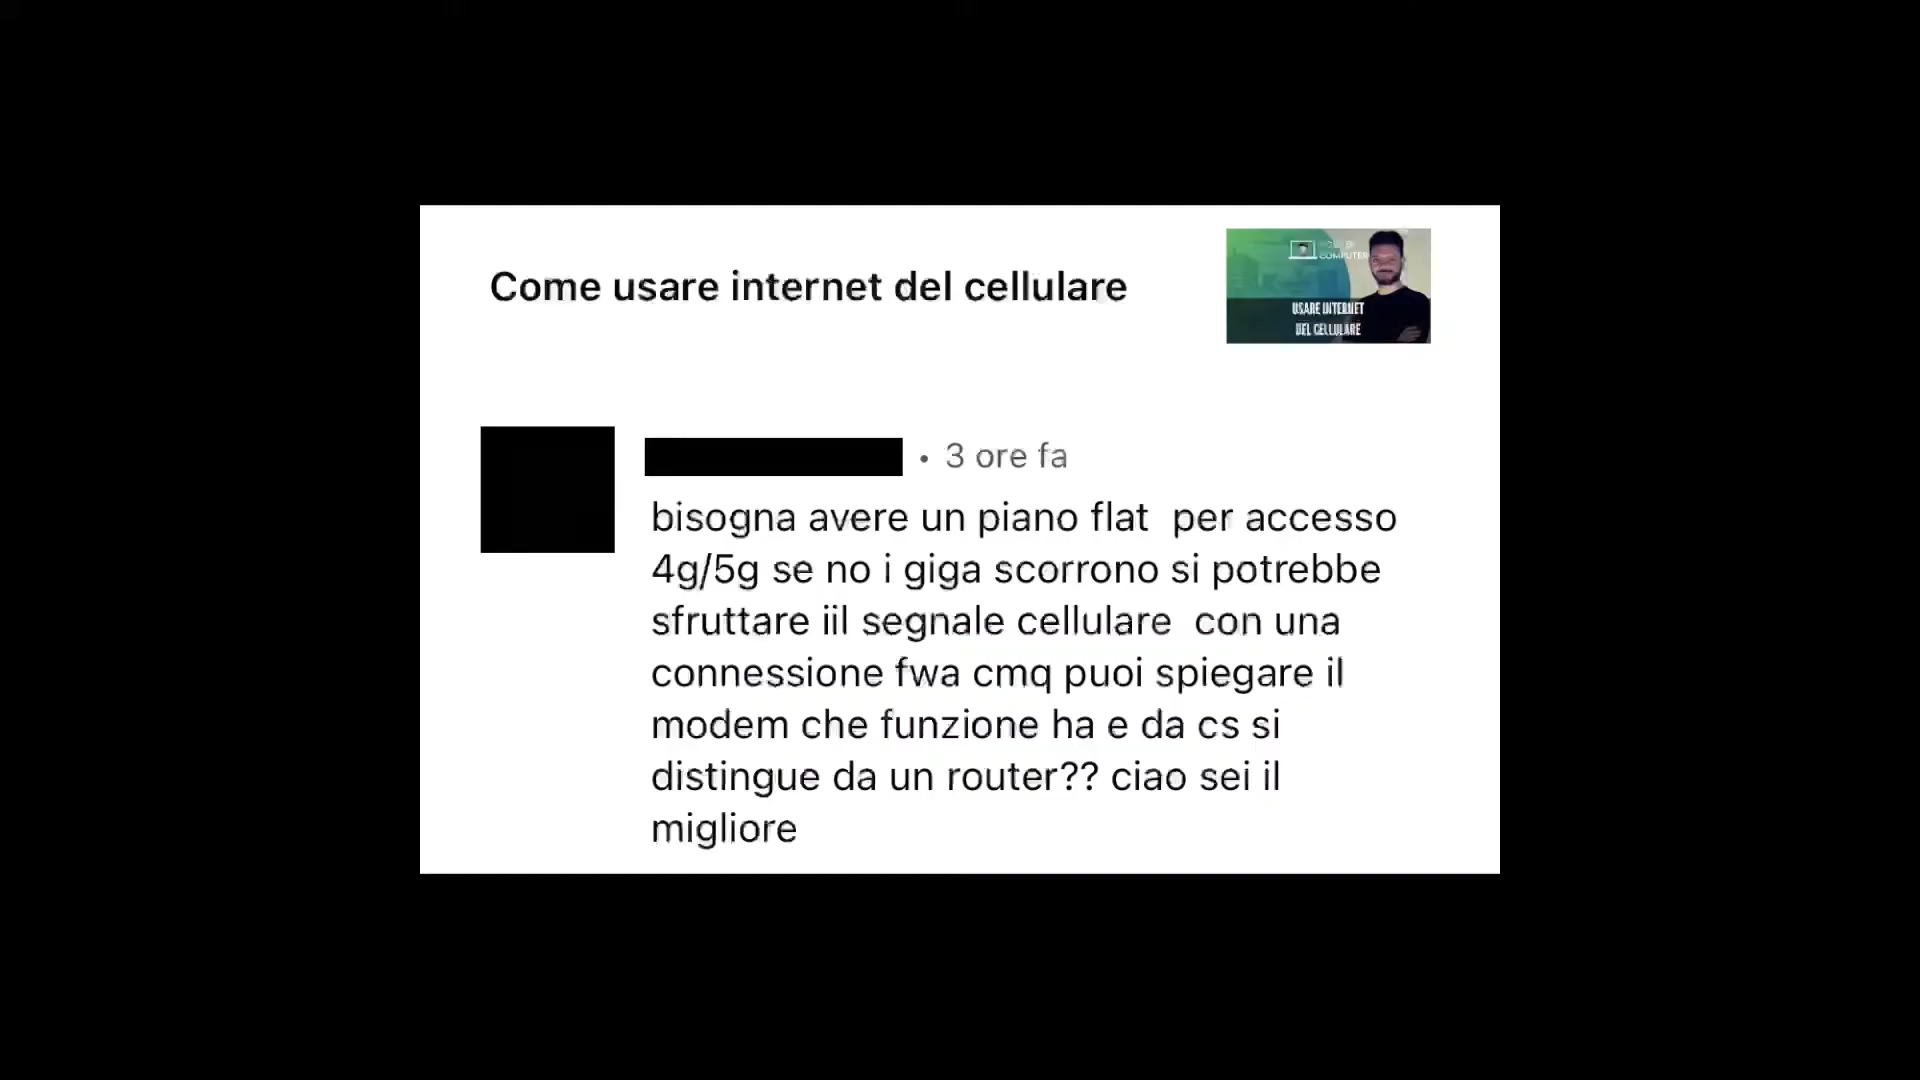 Come usare internet del cellulare
COMPUTER
USARE INTERNET
DEL CELLULARE
• 3 ore fa
bisogna avere un piano flat  per accesso
4g/5g se no i giga scorrono si potrebbe
sfruttare iil segnale cellulare  con una
connessione fwa cmq puoi spiegare il
modem che funzione ha e da cs si
distingue da un router?? ciao sei il
migliore